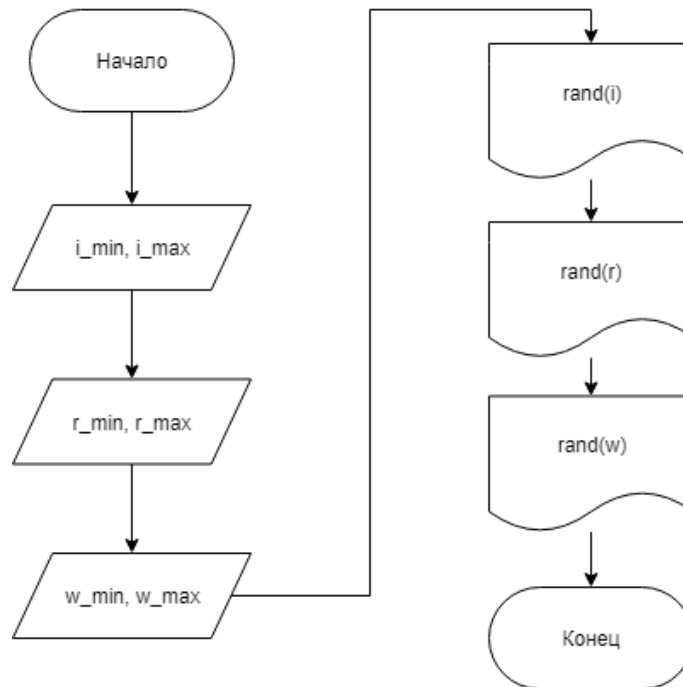 Начало
i_min, i_max
r_min, r_max
w_min, w_max
rand(i)
rand(r)
rand(w)
Конец